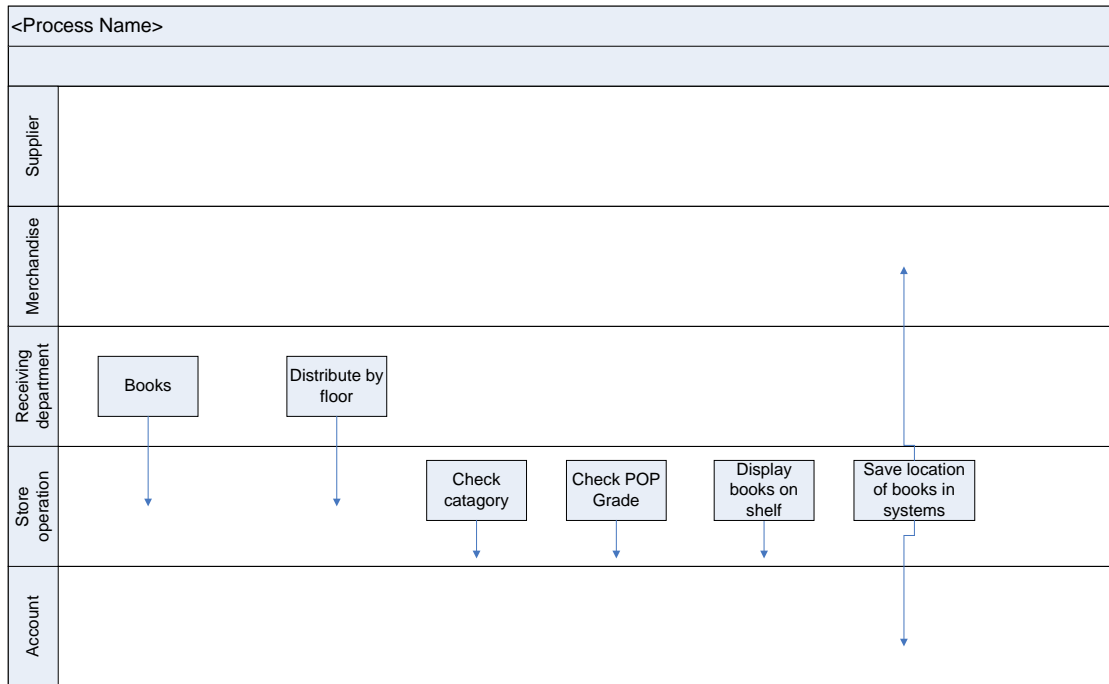 <Process Name>
Supplier
Merchandise
Receiving
department
Books
Distribute by
floor
Store
operation
Check
catagory
Check POP
Grade
Display
books on
shelf
Save location
of books in
systems
Account